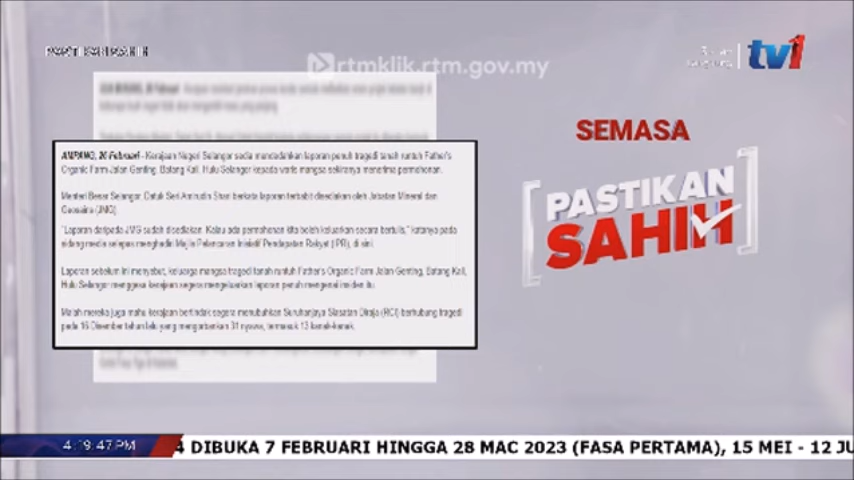 PASTIKAN SAHIH
rtmklik.rtm.gov.my
tv1
SEMASA
PASTIKAN
SAHIH
AMPANG, 20 Februari - Kerajaan Negeri Selangor sedia mendedahkan laporan penuh tragedi tanah runtuh Father's
Organic Farm Jalan Genting, Batang Kali, Hulu Selangor kepada waris mangsa sekiranya menerima permohonan.
Menteri Besar Selangor, Datuk Seri Amirudin Shari berkata laporan terbabit disediakan oleh Jabatan Mineral dan
Geosains (JMG).
"Laporan daripada JMG sudah disediakan. Kalau ada permohonan kita boleh keluarkan secara bertulis," katanya pada
sidang media selepas menghadiri Majlis Pelancaran Inisiatif Pendapatan Rakyat (IPR), di sini.
Laporan sebelum ini menyebut, keluarga mangsa tragedi tanah runtuh Father's Organic Farm Jalan Genting, Batang Kali,
Hulu Selangor menggesa kerajaan segera mengeluarkan laporan penuh mengenai insiden itu.
Malah mereka juga mahu kerajaan bertindak segera menubuhkan Suruhanjaya Siasatan Diraja (RCI) berhubung tragedi
pada 16 Disember tahun lalu yang mengorbankan 31 nyawa, termasuk 13 kanak-kanak.
4:19:47 PM
4 DIBUKA 7 FEBRUARI HINGGA 28 MAC 2023 (FASA PERTAMA), 15 MEI - 12 JU